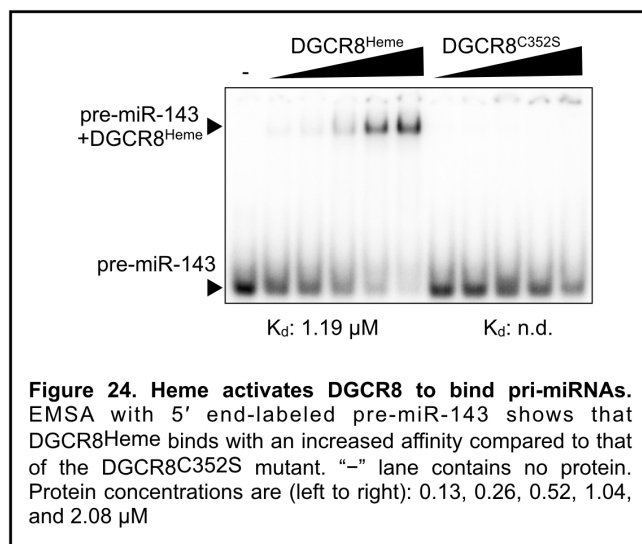 DGCR8Heme DGCR8C352S
-
pre-miR-143
+DGCR8Heme
pre-miR-143
Kd: 1.19 µM Kd: n.d.
Figure 24. Heme activates DGCR8 to bind pri-miRNAs.
EMSA with 5′ end-labeled pre-miR-143 shows that
DGCR8Heme binds with an increased affinity compared to that
of the DGCR8C352S mutant. “–” lane contains no protein.
Protein concentrations are (left to right): 0.13, 0.26, 0.52, 1.04,
and 2.08 µM